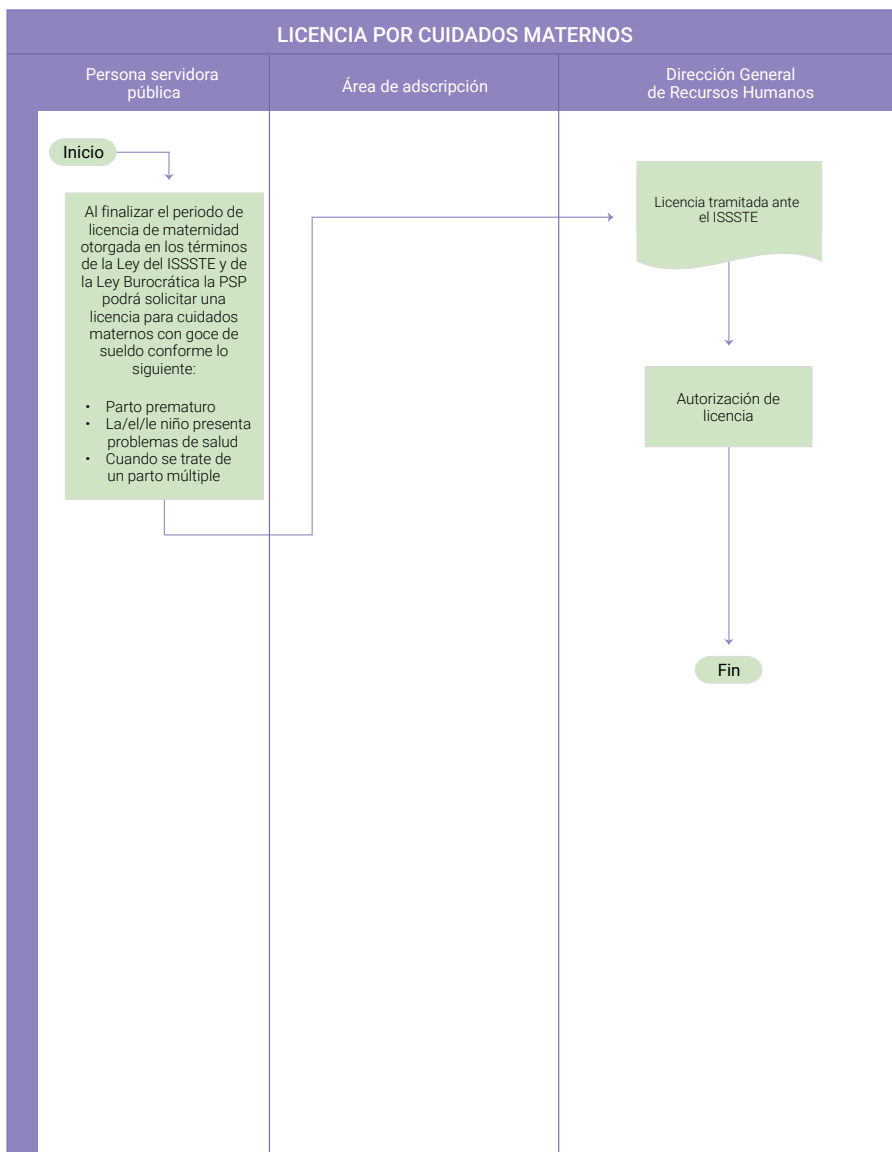 LICENCIA POR CUIDADOS MATERNOS
Persona servidora
pública
Área de adscripción
Dirección General
de Recursos Humanos
Inicio
Al finalizar el periodo de
licencia de maternidad
otorgada en los términos
de la Ley del ISSSTE y de
la Ley Burocrática la PSP
podrá solicitar una
licencia para cuidados
maternos con goce de
sueldo conforme lo
siguiente:
• Parto prematuro
• La/el/le niño presenta
problemas de salud
• Cuando se trate de
un parto múltiple
Licencia tramitada ante
el ISSSTE
Autorización de
licencia
Fin